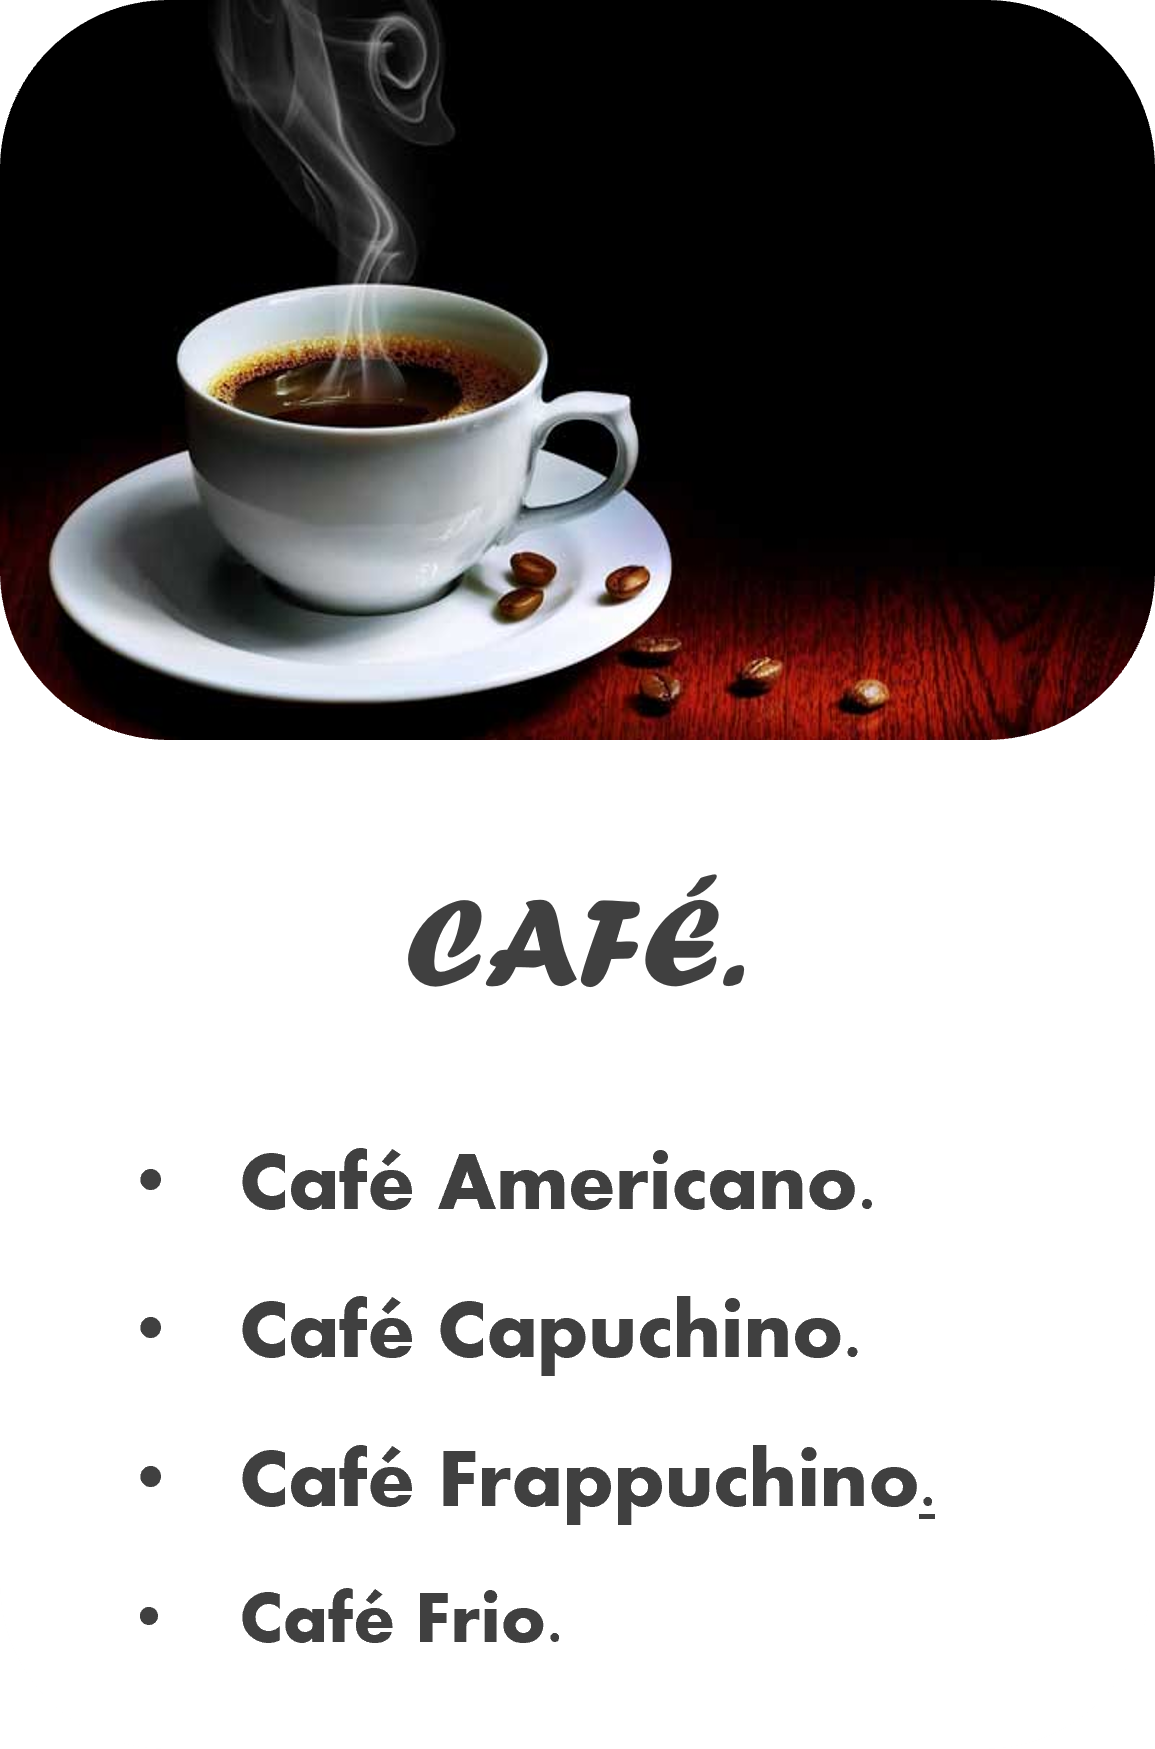 CAFÉ.
• Café Americano.
• Café Capuchino.
• Café Frappuchino.
• Café Frio.